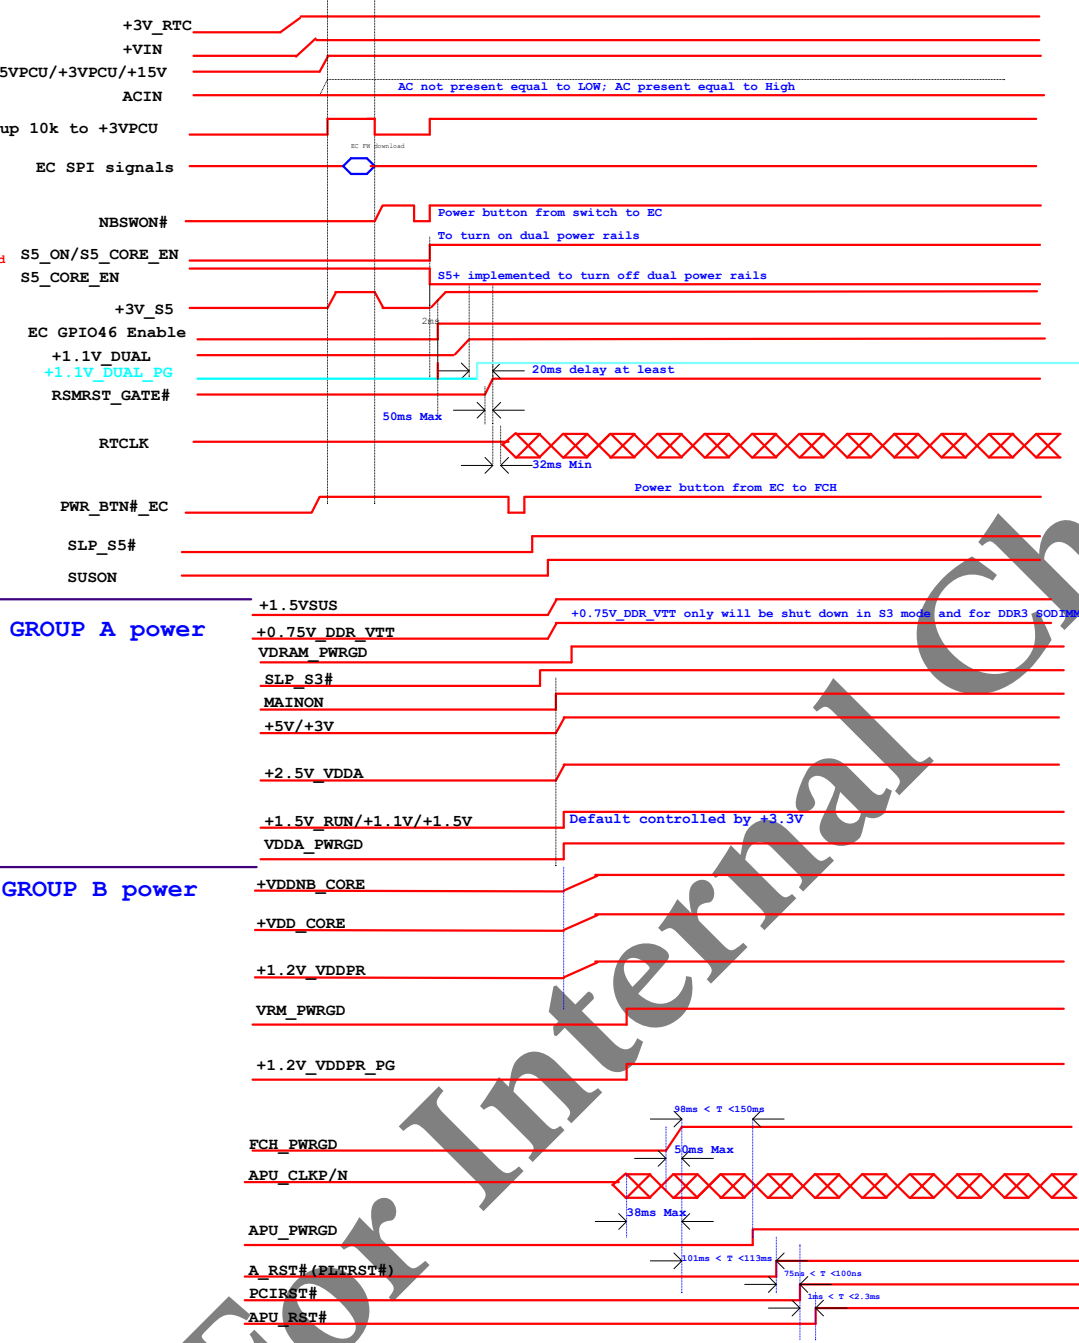 +3V_RTC
+VIN
5VPCU/+3VPCU/+15V
AC not present equal to LOW; AC present equal to High
ACIN
up 10k to +3VPCU
EC FW download
EC SPI signals
Power button from switch to EC
NBSWON#
To turn on dual power rails
S5_ON/S5_CORE_EN
S5_CORE_EN
S5+ implemented to turn off dual power rails
+3V_S5
2ms
EC GPIO46 Enable
+1.1V_DUAL
+1.1V_DUAL_PG
20ms delay at least
RSMRST_GATE#
50ms Max
RTCLK
32ms Min
Power button from EC to FCH
PWR_BTN#_EC
SLP_S5#
SUSON
+1.5VSUS
+0.75V_DDR_VTT only will be shut down in S3 mode and for DDR3 SODIMM
GROUP A power
+0.75V_DDR_VTT
VDRAM_PWRGD
SLP_S3#
MAINON
+5V/+3V
+2.5V_VDDA
+1.5V_RUN/+1.1V/+1.5V
Default controlled by +3.3V
VDDA_PWRGD
GROUP B power
+VDDNB_CORE
+VDD_CORE
+1.2V_VDDPR
VRM_PWRGD
+1.2V_VDDPR_PG
98ms < T <150ms
FCH_PWRGD
50ms Max
APU_CLKP/N
38ms Max
APU_PWRGD
101ms < T <113ms
A_RST#(PLTRST#)
75ns < T <100ns
PCIRST#
1ms < T <2.3ms
APU_RST#
For Internal Ch